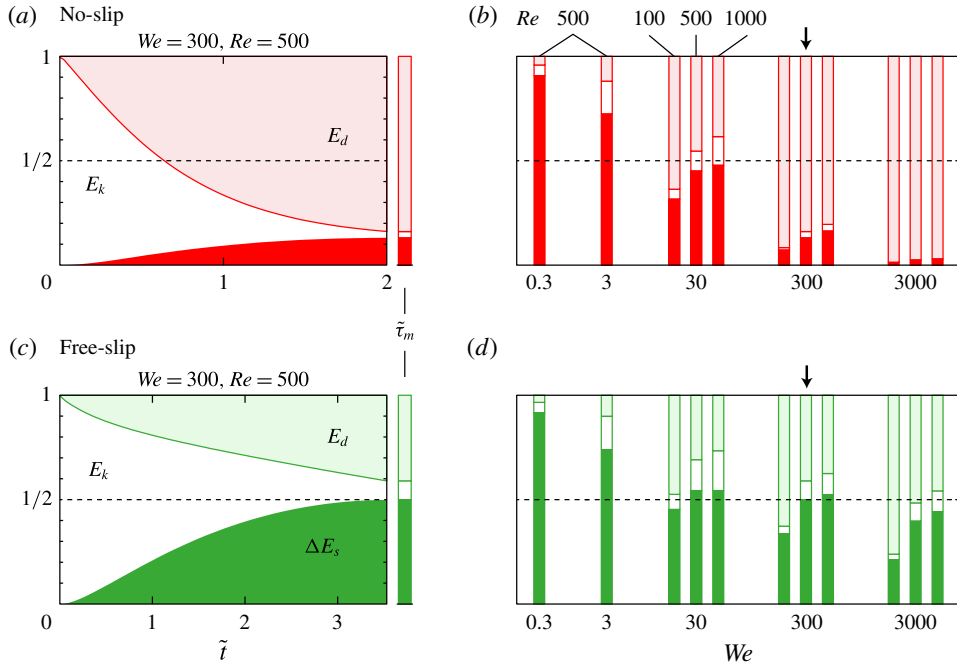 (a) No-slip
We = 300, Re = 500
1
1/2
0
E_d
E_k
1
2
τ̃_m
(b)
Re 500 100 500 1000
0.3 3 30 300 3000
(c) Free-slip
We = 300, Re = 500
1
1/2
0
E_d
E_k
ΔE_s
1 2 3
t̃
(d)
0.3 3 30 300 3000
We